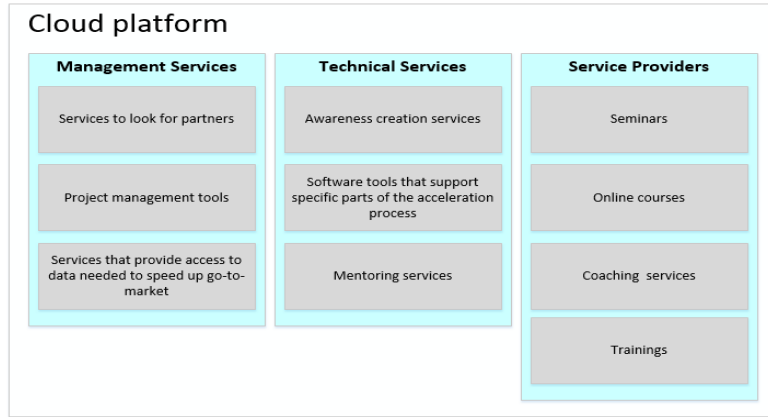 Cloud platform
Management Services
Services to look for partners
Project management tools
Services that provide access to
data needed to speed up go-to-
market
Technical Services
Awareness creation services
Software tools that support
specific parts of the acceleration
process
Mentoring services
Service Providers
Seminars
Online courses
Coaching  services
Trainings